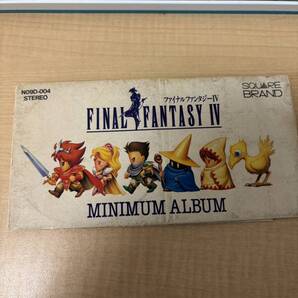 N09D-004
STEREO
SQUARE
BRAND
ファイナルファンタジーIV
FINAL FANTASY IV
MINIMUM ALBUM